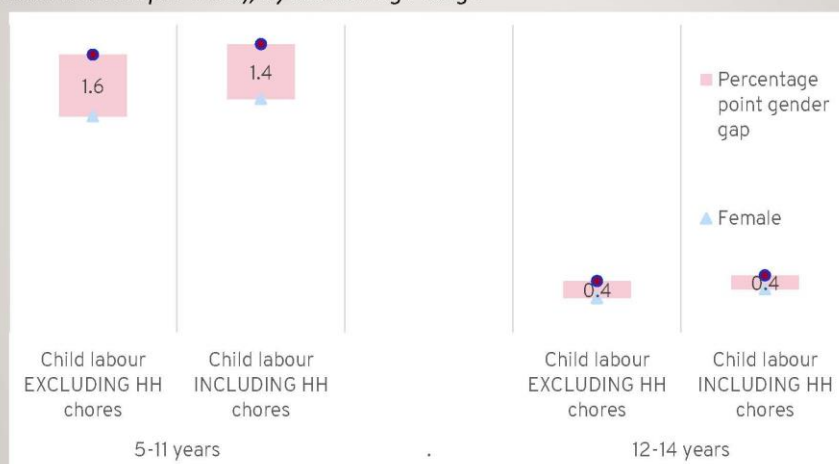 1.6
1.4
Percentage
point gender
gap
Female
0.4
0.4
Child labour
EXCLUDING HH
chores
Child labour
INCLUDING HH
chores
Child labour
EXCLUDING HH
chores
Child labour
INCLUDING HH
chores
5-11 years
.
12-14 years